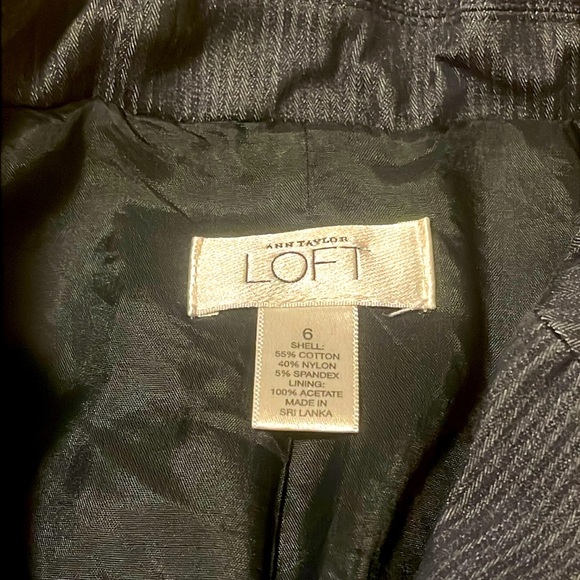 ANN TAYLOR
LOFT
6
SHELL:
55% COTTON
40% NYLON
5% SPANDEX
LINING:
100% ACETATE
MADE IN
SRI LANKA